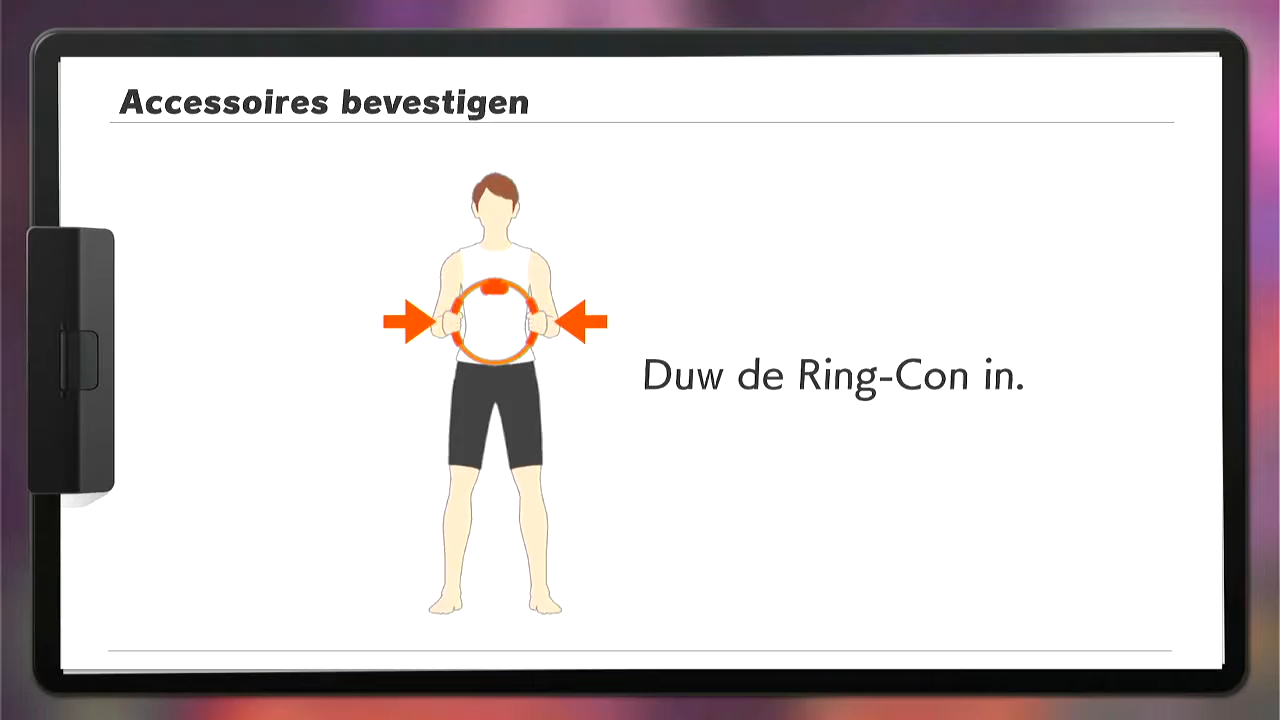 Accessoires bevestigen
Duw de Ring-Con in.